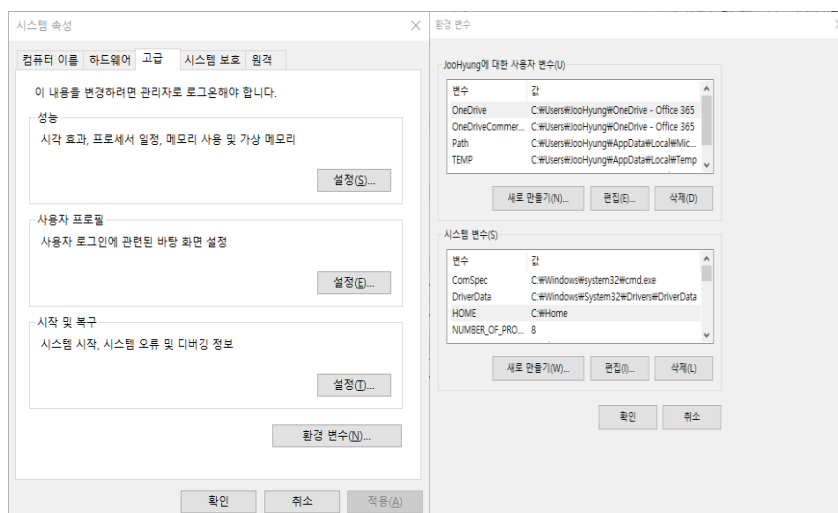 시스템 속성
컴퓨터 이름 하드웨어 고급 시스템 보호 원격
이 내용을 변경하려면 관리자로 로그온해야 합니다.
성능
시각 효과, 프로세서 일정, 메모리 사용 및 가상 메모리
설정(S)...
사용자 프로필
사용자 로그인에 관련된 바탕 화면 설정
설정(E)...
시작 및 복구
시스템 시작, 시스템 오류 및 디버깅 정보
설정(T)...
환경 변수(N)...
확인 취소 적용(A)
환경 변수
JooHyung에 대한 사용자 변수(U)
변수 값
OneDrive C:₩Users₩JooHyung₩OneDrive - Office 365
OneDriveCommer... C:₩Users₩JooHyung₩OneDrive - Office 365
Path C:₩Users₩JooHyung₩AppData₩Local₩Mic...
TEMP C:₩Users₩JooHyung₩AppData₩Local₩Temp
새로 만들기(N)... 편집(E)... 삭제(D)
시스템 변수(S)
변수 값
ComSpec C:₩Windows₩system32₩cmd.exe
DriverData C:₩Windows₩System32₩Drivers₩DriverData
HOME C:₩Home
NUMBER_OF_PRO... 8
새로 만들기(W)... 편집(I)... 삭제(L)
확인 취소